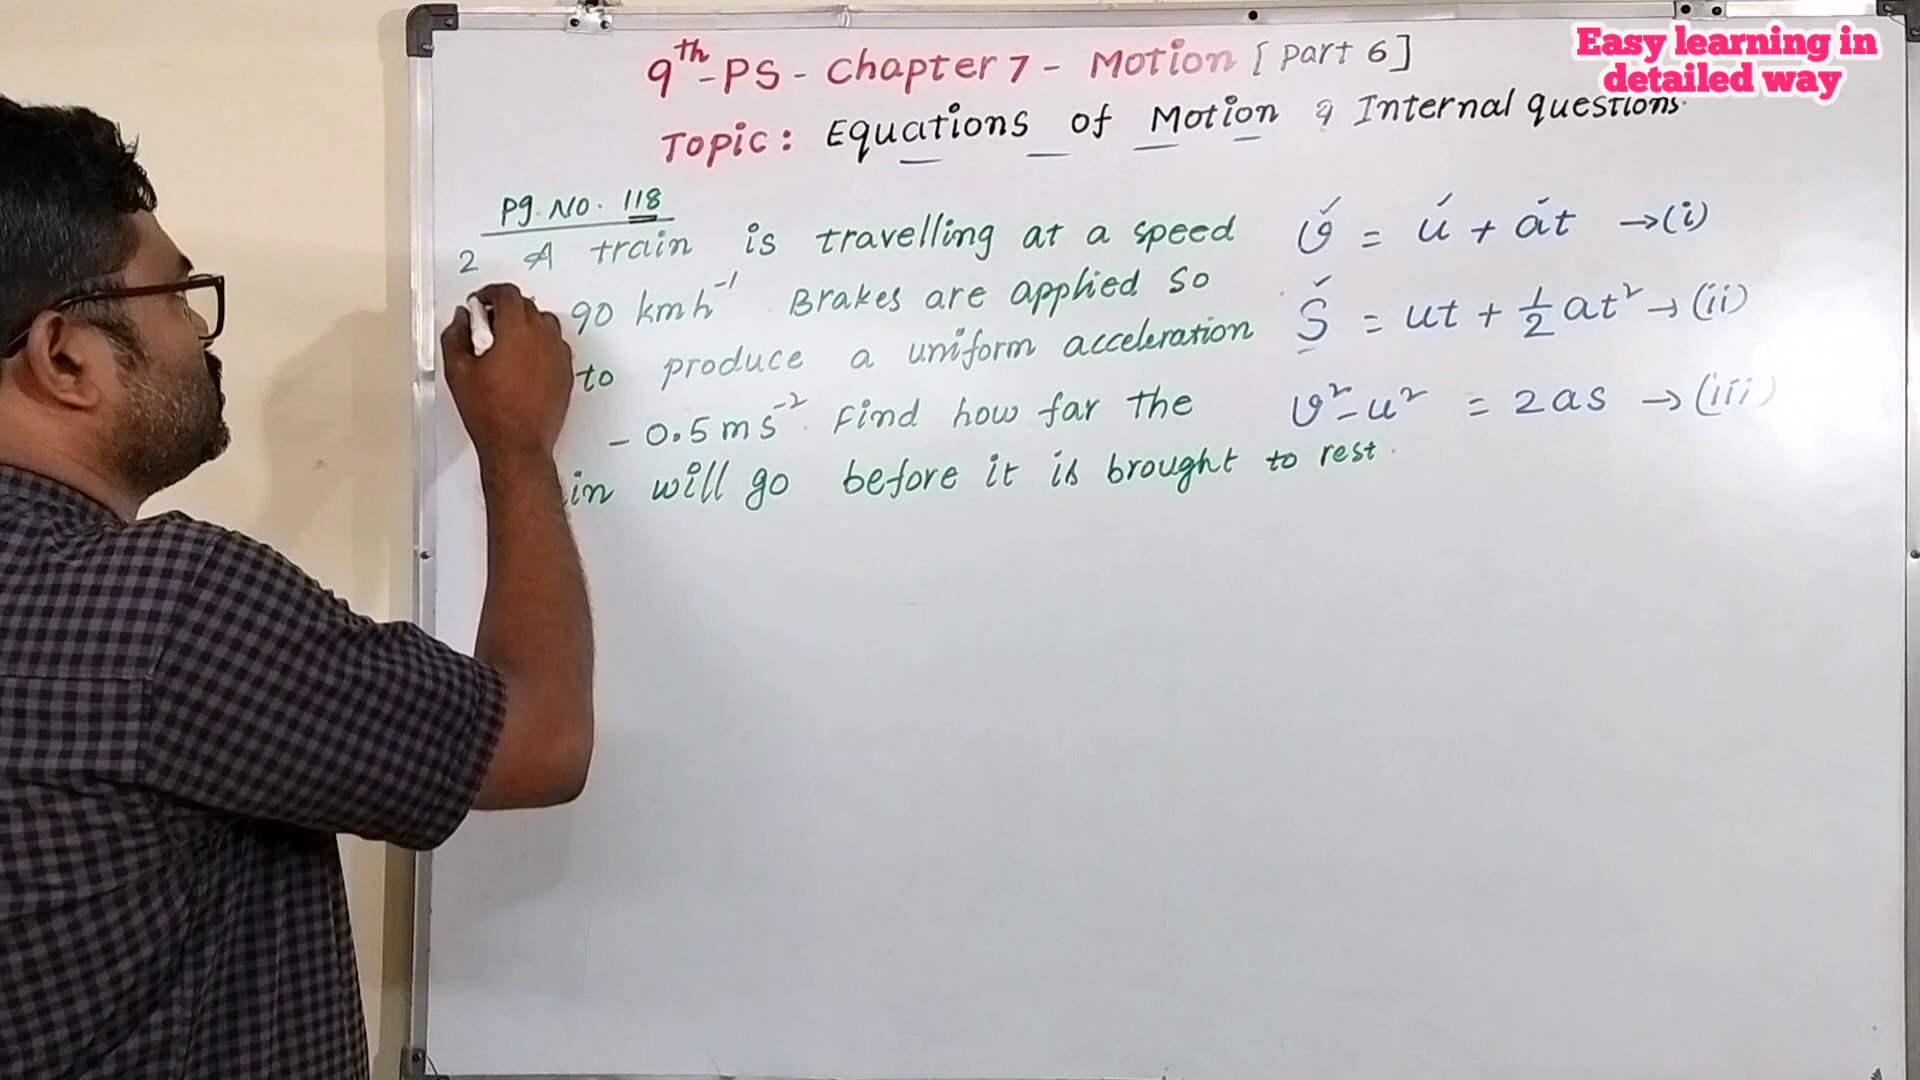 Easy learning in
detailed way
9th-PS - Chapter 7 - Motion [Part 6]
Topic: Equations of Motion & Internal questions.
Pg. No. 118
2 A train is travelling at a speed
90 km h⁻¹. Brakes are applied so
to produce a uniform acceleration
- 0.5 m s⁻². Find how far the
in will go before it is brought to rest.
v = u + at →(i)
S = ut + ½ at² →(ii)
v² - u² = 2as →(iii)